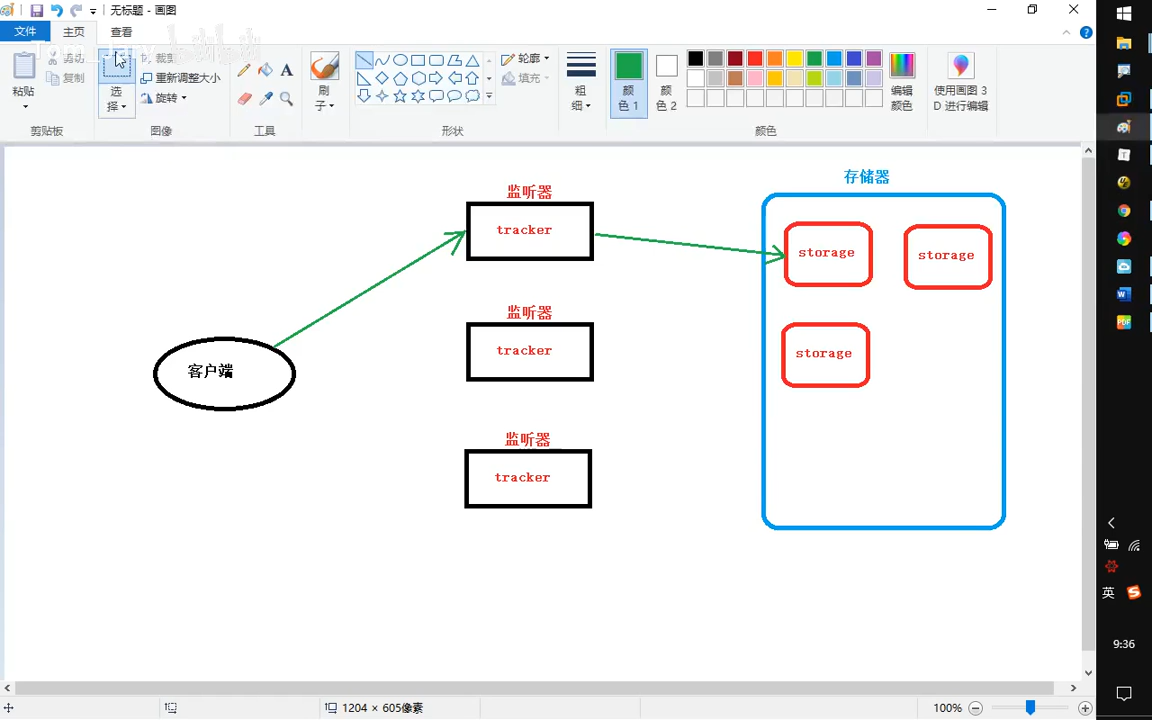 无标题 - 画图
文件 主页 查看
粘贴
剪切
复制
剪贴板
选择
裁剪
重新调整大小
旋转
图像
A
工具
刷子
轮廓
填充
形状
粗细
颜色 1
颜色 2
编辑颜色
颜色
使用画图 3D 进行编辑
监听器
tracker
监听器
tracker
监听器
tracker
客户端
存储器
storage
storage
storage
英
9:36
1204 × 605像素
100%